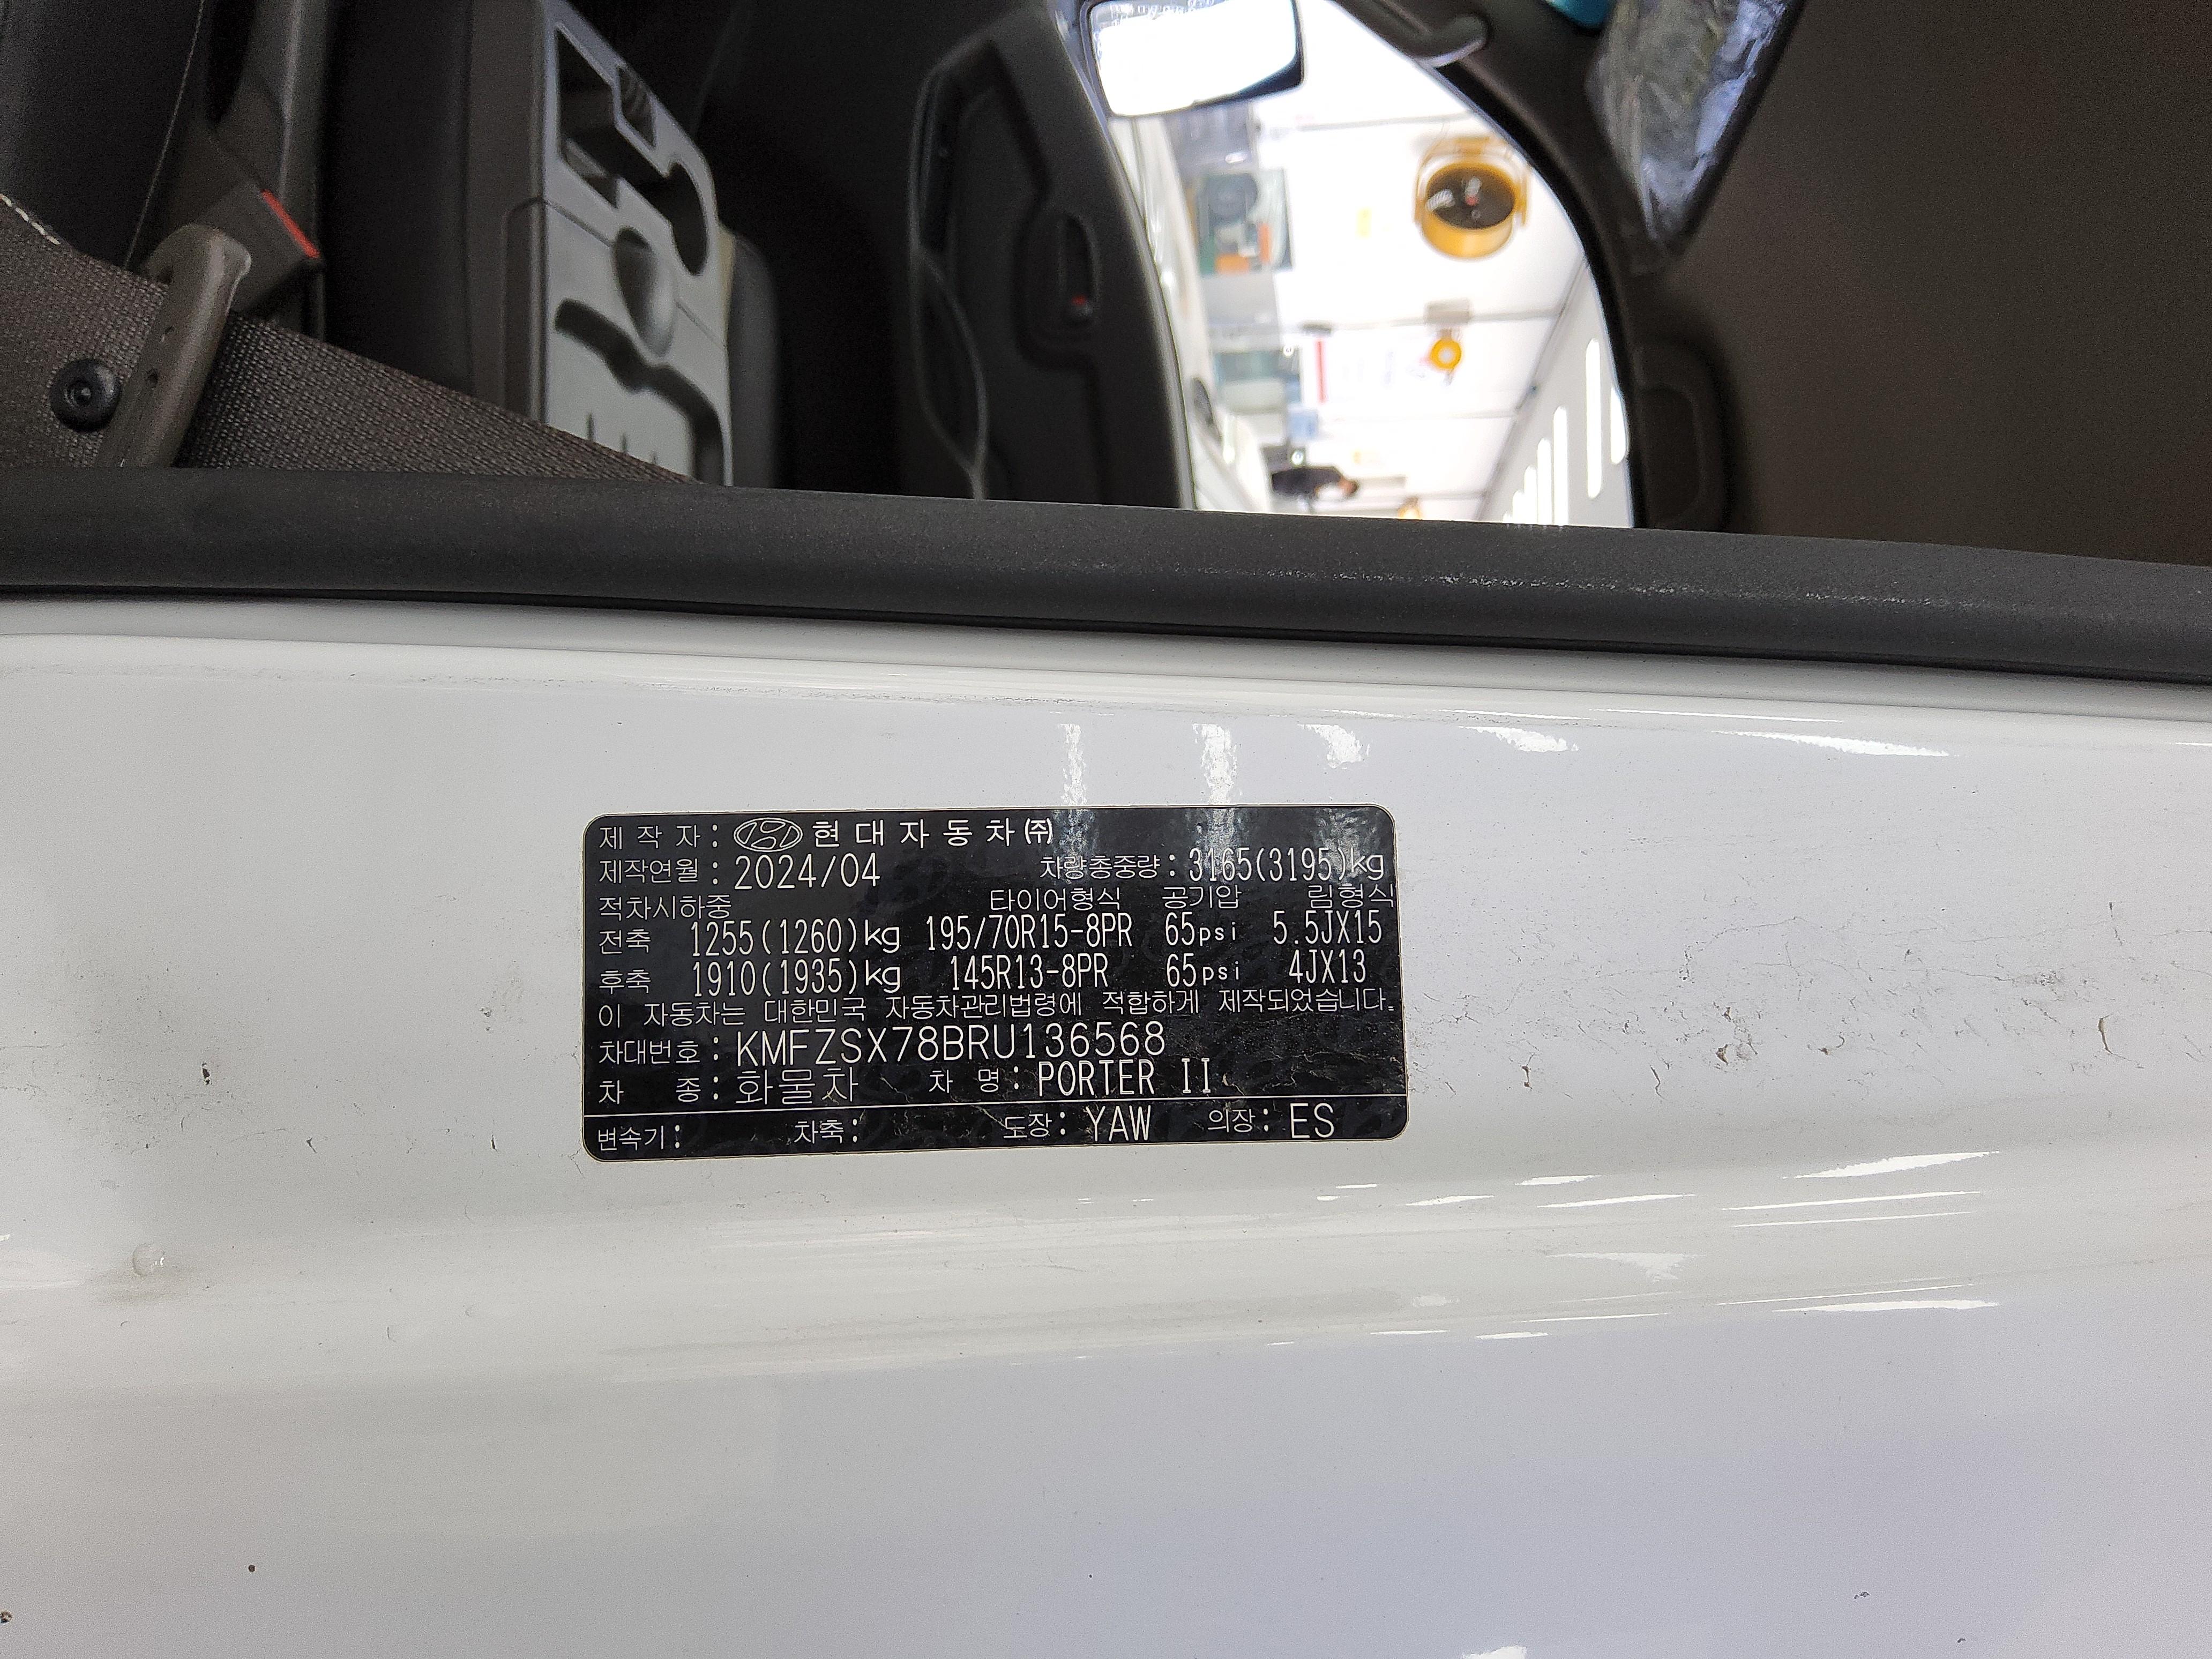 제 작 자 : 현 대 자 동 차 ㈜
제작연월 : 2024/04 차량총중량 : 3165(3195)kg
적차시하중 타이어형식 공기압 림형식
전축 1255(1260)kg 195/70R15-8PR 65psi 5.5JX15
후축 1910(1935)kg 145R13-8PR 65psi 4JX13
이 자동차는 대한민국 자동차관리법령에 적합하게 제작되었습니다.
차대번호 : KMFZSX78BRU136568
차 종 : 화물차 차 명 : PORTER II
변속기 : 차축 : 도장 : YAW 의장 : ES